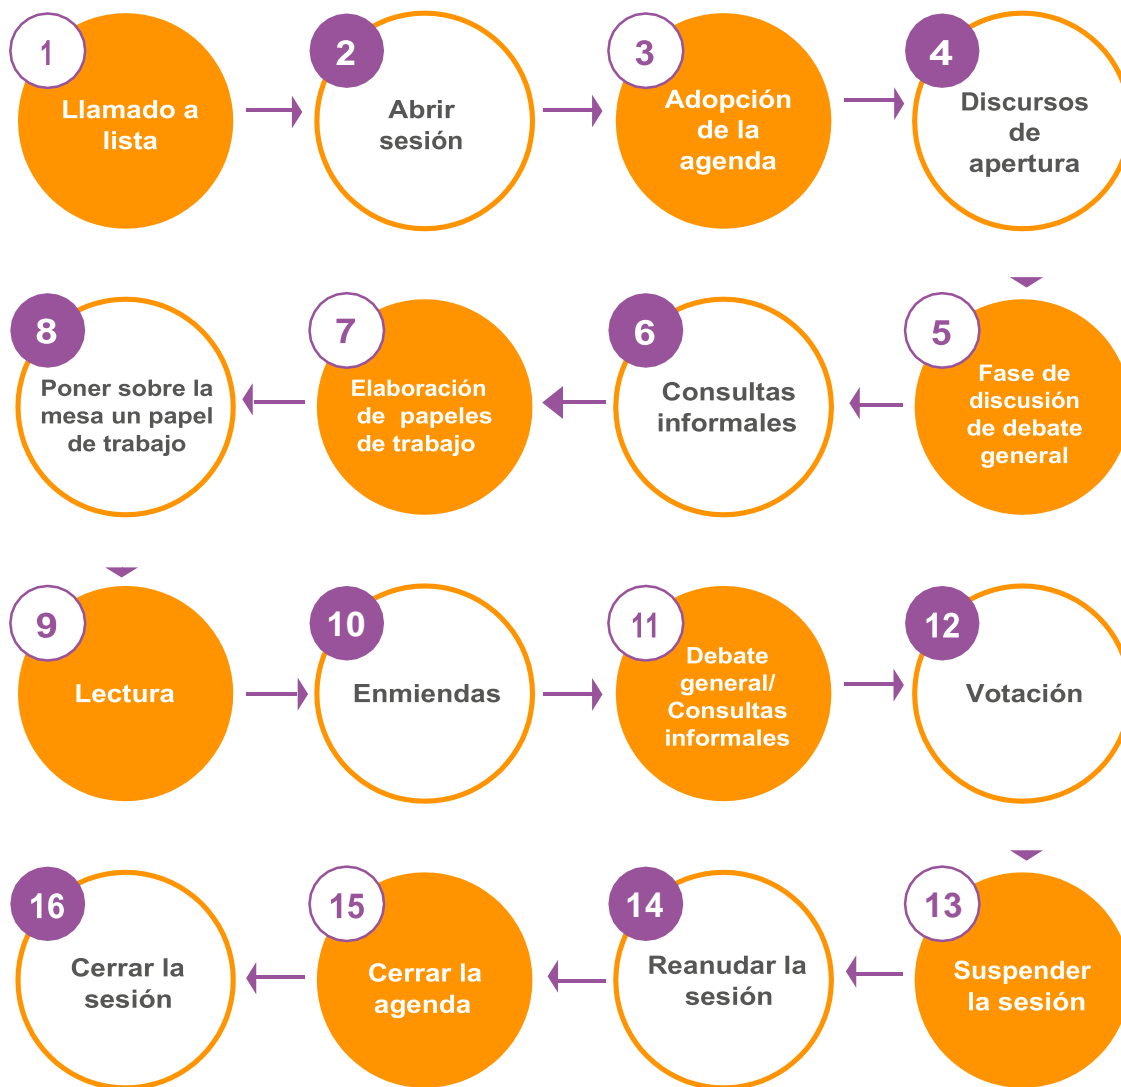 1
Llamado a
lista
2
Abrir
sesión
3
Adopción
de la
agenda
4
Discursos
de
apertura
5
Fase de
discusión
de debate
general
6
Consultas
informales
7
Elaboración
de papeles
de trabajo
8
Poner sobre la
mesa un papel
de trabajo
9
Lectura
10
Enmiendas
11
Debate
general/
Consultas
informales
12
Votación
13
Suspender
la sesión
14
Reanudar la
sesión
15
Cerrar la
agenda
16
Cerrar la
sesión